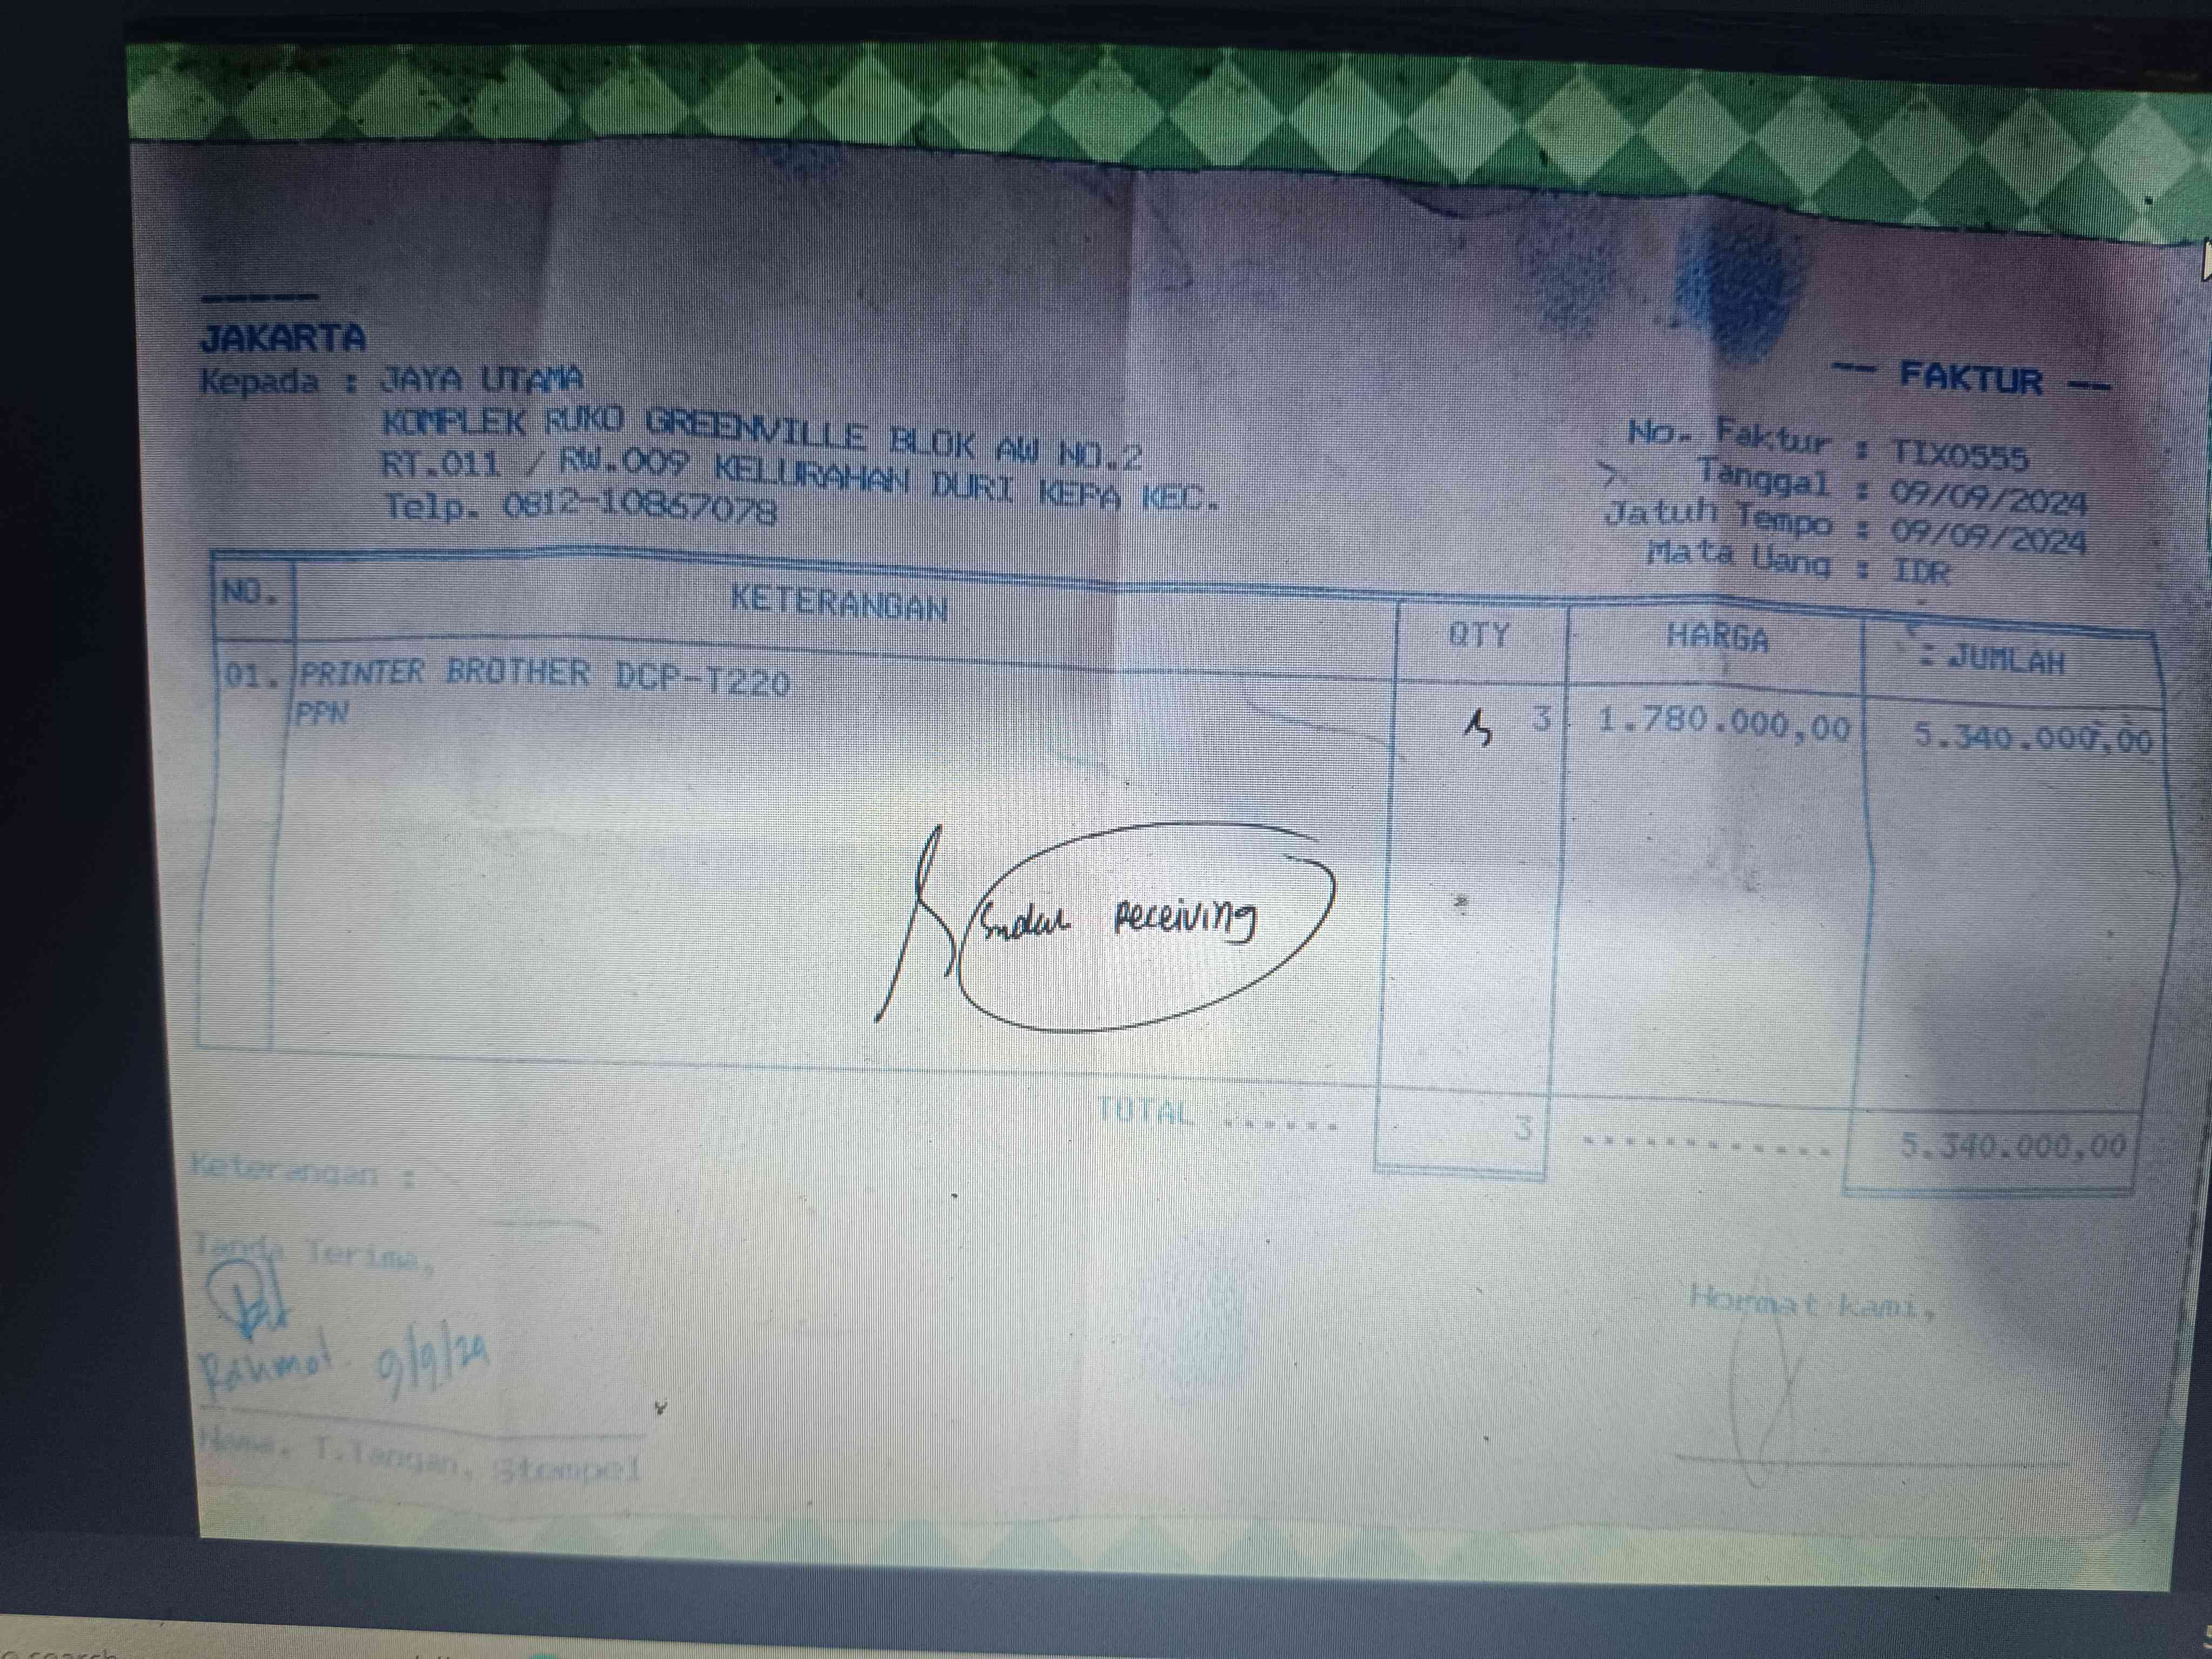 JAKARTA
Kepada : JAYA UTAMA
KOMPLEK RUKO GREENVILLE BLOK AW NO.2
RT.011 / RW.009 KELURAHAN DURI KEPA KEC.
Telp. 0812-10867078
-- FAKTUR --
No. Faktur : TIX0555
Tanggal : 09/09/2024
Jatuh Tempo : 09/09/2024
Mata Uang : IDR
NO. KETERANGAN QTY HARGA : JUMLAH
01. PRINTER BROTHER DCP-T220 3 1.780.000,00 5.340.000,00
PPN
Sudah receiving
TOTAL ...... 3 ............ 5.340.000,00
Keterangan :
Tanda Terima,
Hormat kami,
Rahmat 9/9/24
Nama, T.Tangan, Stempel